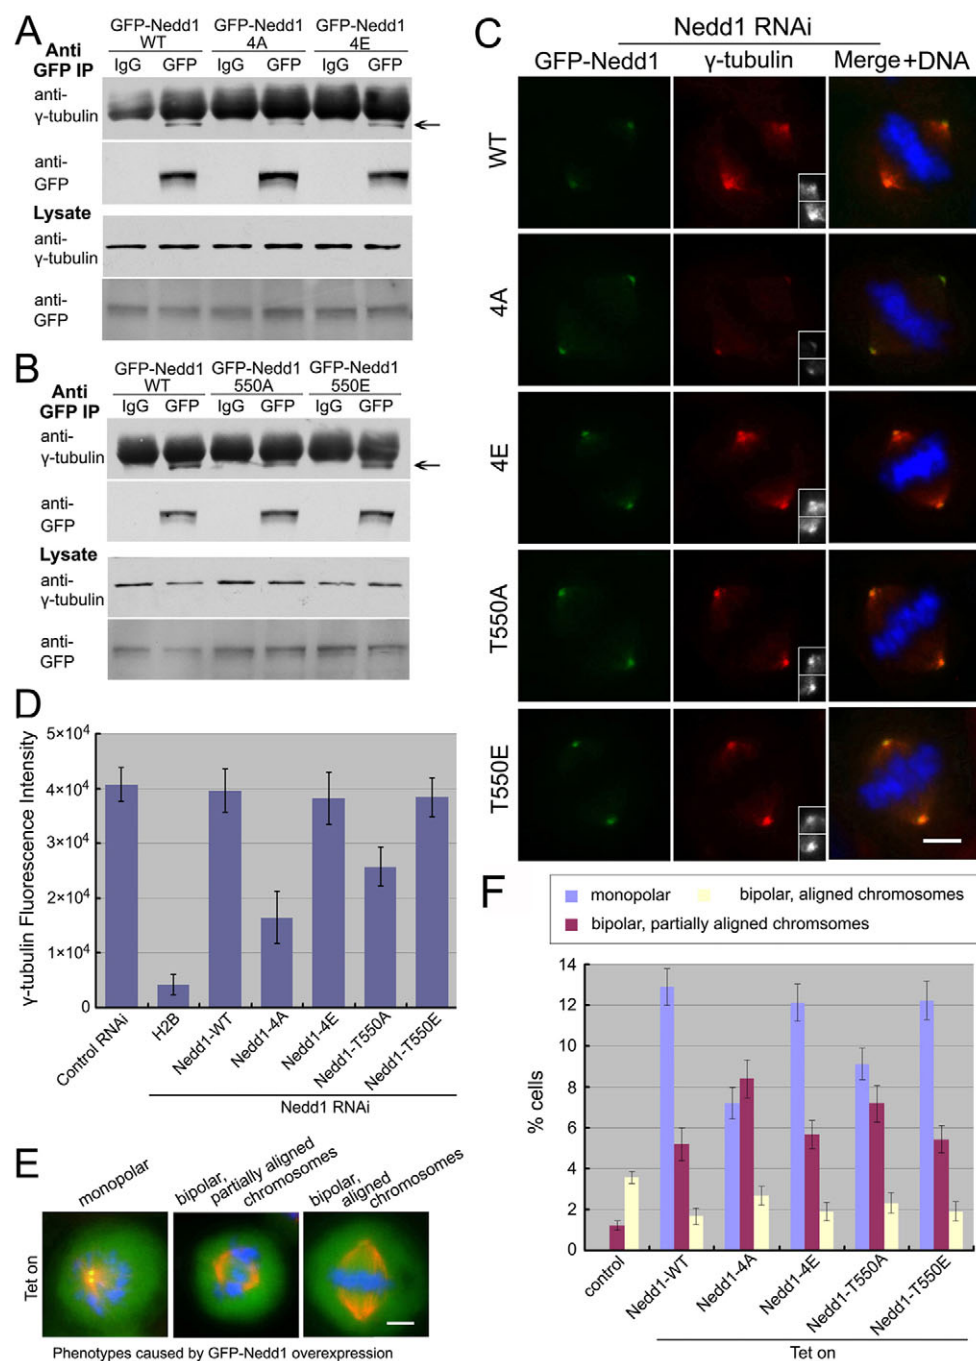 A
GFP-Nedd1 GFP-Nedd1 GFP-Nedd1
Anti WT 4A 4E
GFP IP IgG GFP IgG GFP IgG GFP
anti-
γ-tubulin
anti-
GFP
Lysate
anti-
γ-tubulin
anti-
GFP
B
GFP-Nedd1 GFP-Nedd1 GFP-Nedd1
Anti WT 550A 550E
GFP IP IgG GFP IgG GFP IgG GFP
anti-
γ-tubulin
anti-
GFP
Lysate
anti-
γ-tubulin
anti-
GFP
C
Nedd1 RNAi
GFP-Nedd1 γ-tubulin Merge+DNA
WT
4A
4E
T550A
T550E
D
γ-tubulin Fluorescence Intensity
5×10⁴
4×10⁴
3×10⁴
2×10⁴
1×10⁴
0
Control RNAi
H2B
Nedd1-WT
Nedd1-4A
Nedd1-4E
Nedd1-T550A
Nedd1-T550E
Nedd1 RNAi
E
monopolar
bipolar,
partially aligned
chromosomes
bipolar,
aligned
chromosomes
Tet on
Phenotypes caused by GFP-Nedd1 overexpression
F
monopolar bipolar, aligned chromosomes
bipolar, partially aligned chromsomes
% cells
14
12
10
8
6
4
2
0
control
Nedd1-WT
Nedd1-4A
Nedd1-4E
Nedd1-T550A
Nedd1-T550E
Tet on